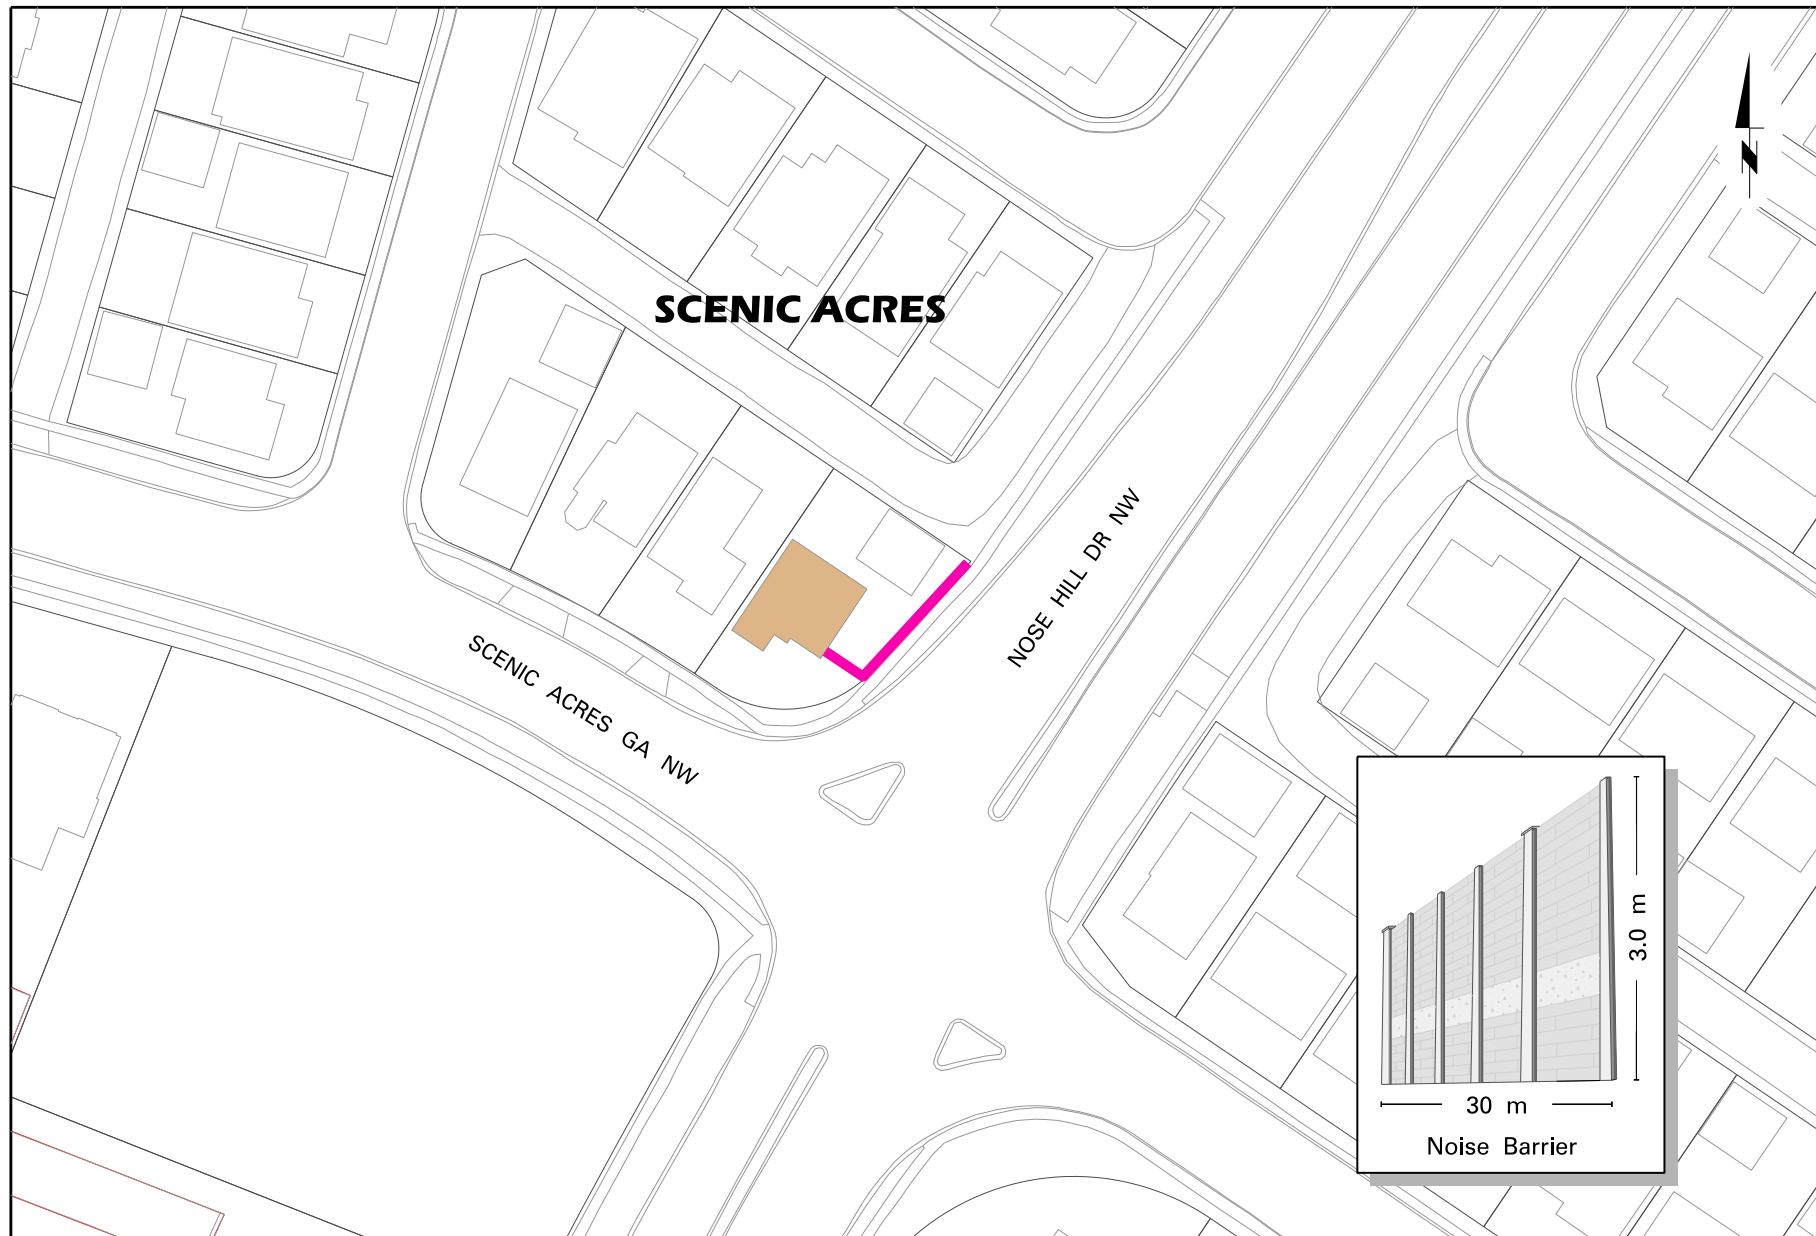 N
SCENIC ACRES
NOSE HILL DR NW
SCENIC ACRES GA NW
3.0 m
30 m
Noise Barrier